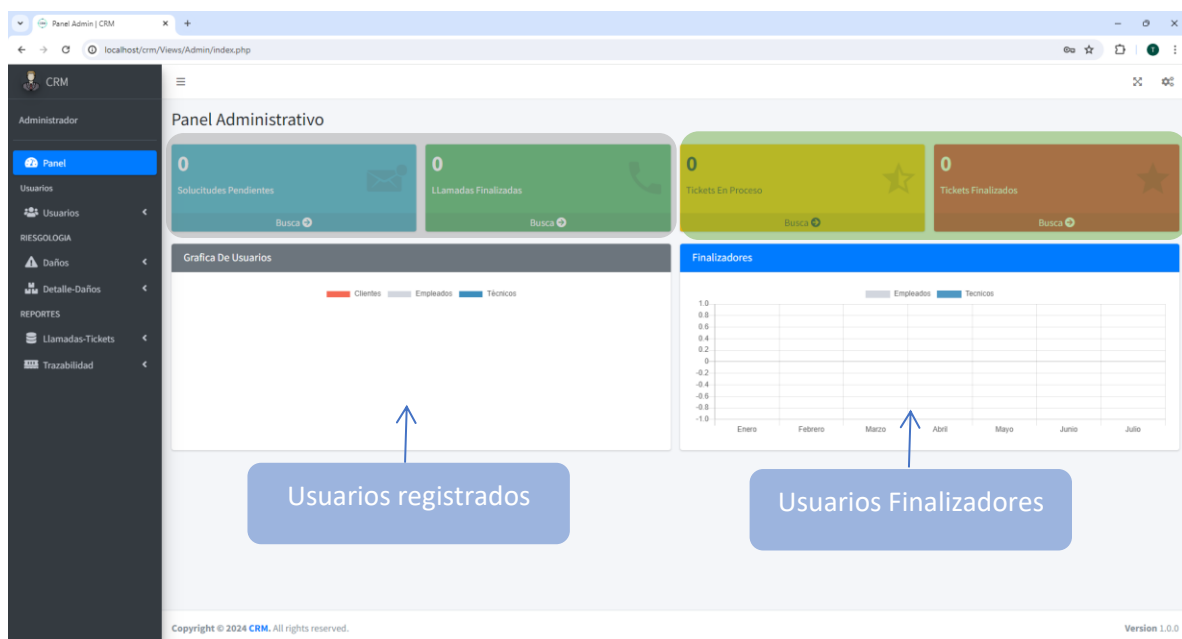 Panel Admin | CRM
localhost/crm/Views/Admin/index.php
CRM
Administrador
Panel
Usuarios
Usuarios
RIESGOLOGIA
Daños
Detalle-Daños
REPORTES
Llamadas-Tickets
Trazabilidad
Panel Administrativo
0
Solucitudes Pendientes
Busca
0
LLamadas Finalizadas
Busca
0
Tickets En Proceso
Busca
0
Tickets Finalizados
Busca
Grafica De Usuarios
Clientes Empleados Técnicos
Usuarios registrados
Finalizadores
Empleados Tecnicos
1.0
0.8
0.6
0.4
0.2
0
-0.2
-0.4
-0.6
-0.8
-1.0
Enero Febrero Marzo Abril Mayo Junio Julio
Usuarios Finalizadores
Copyright © 2024 CRM. All rights reserved.
Version 1.0.0